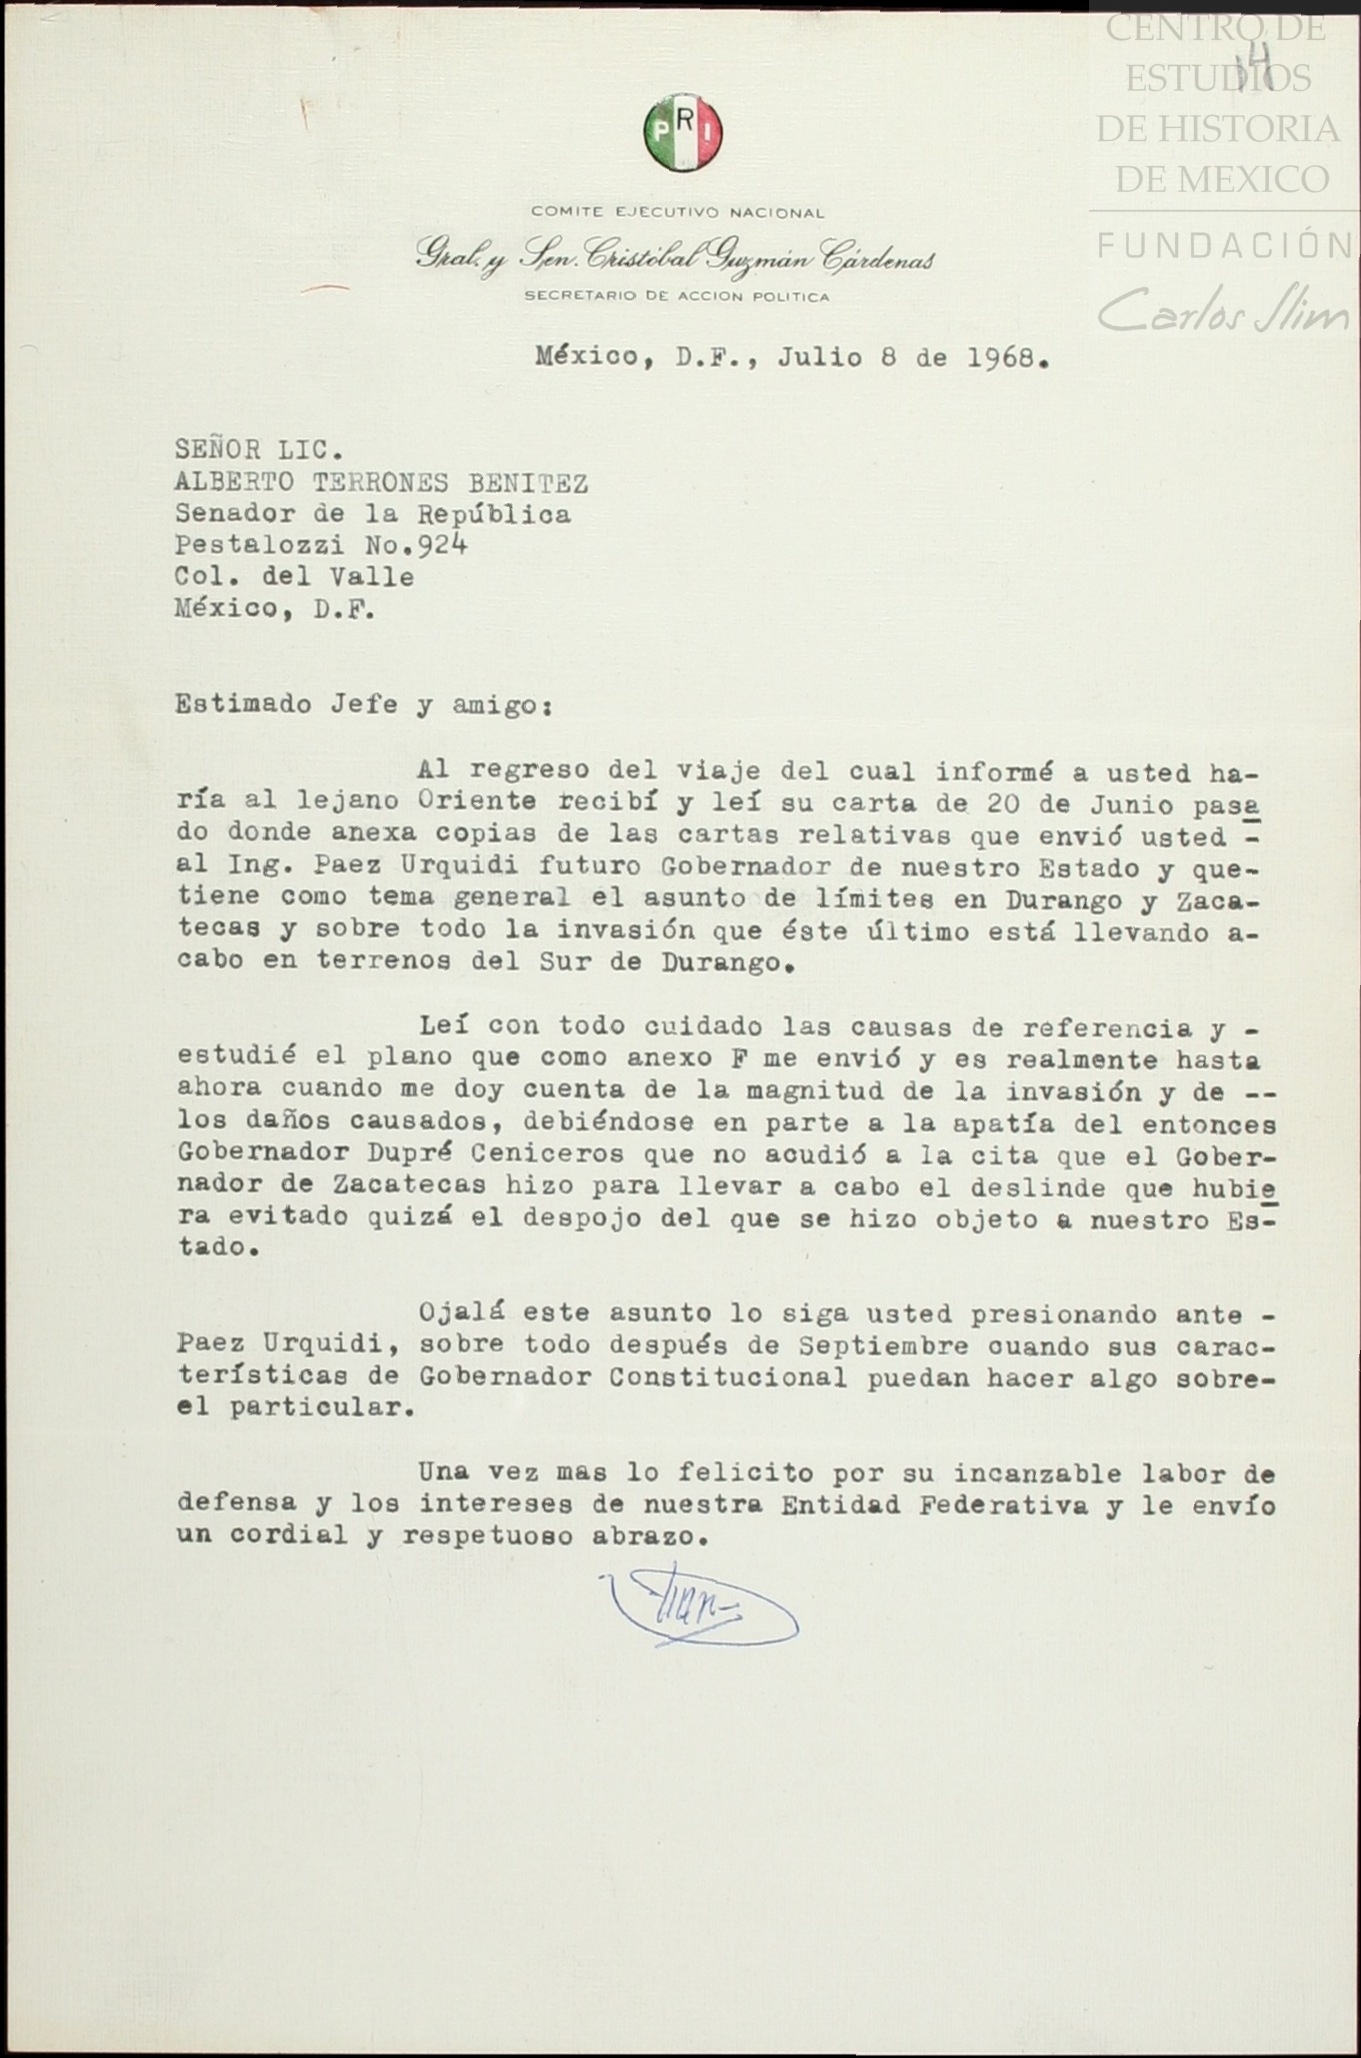 CENTRO DE
ESTUDIOS
DE HISTORIA
DE MEXICO
FUNDACIÓN
Carlos Slim
14
PRI
COMITE EJECUTIVO NACIONAL
Gral. y Sen. Cristóbal Guzmán Cárdenas
SECRETARIO DE ACCION POLITICA
México, D.F., Julio 8 de 1968.
SEÑOR LIC.
ALBERTO TERRONES BENITEZ
Senador de la República
Pestalozzi No.924
Col. del Valle
México, D.F.
Estimado Jefe y amigo:
Al regreso del viaje del cual informé a usted ha-
ría al lejano Oriente recibí y leí su carta de 20 de Junio pasa
do donde anexa copias de las cartas relativas que envió usted -
al Ing. Paez Urquidi futuro Gobernador de nuestro Estado y que-
tiene como tema general el asunto de límites en Durango y Zaca-
tecas y sobre todo la invasión que éste último está llevando a-
cabo en terrenos del Sur de Durango.
Leí con todo cuidado las causas de referencia y -
estudié el plano que como anexo F me envió y es realmente hasta
ahora cuando me doy cuenta de la magnitud de la invasión y de --
los daños causados, debiéndose en parte a la apatía del entonces
Gobernador Dupré Ceniceros que no acudió a la cita que el Gober-
nador de Zacatecas hizo para llevar a cabo el deslinde que hubie
ra evitado quizá el despojo del que se hizo objeto a nuestro Es-
tado.
Ojalá este asunto lo siga usted presionando ante -
Paez Urquidi, sobre todo después de Septiembre cuando sus carac-
terísticas de Gobernador Constitucional puedan hacer algo sobre-
el particular.
Una vez mas lo felicito por su incanzable labor de
defensa y los intereses de nuestra Entidad Federativa y le envío
un cordial y respetuoso abrazo.